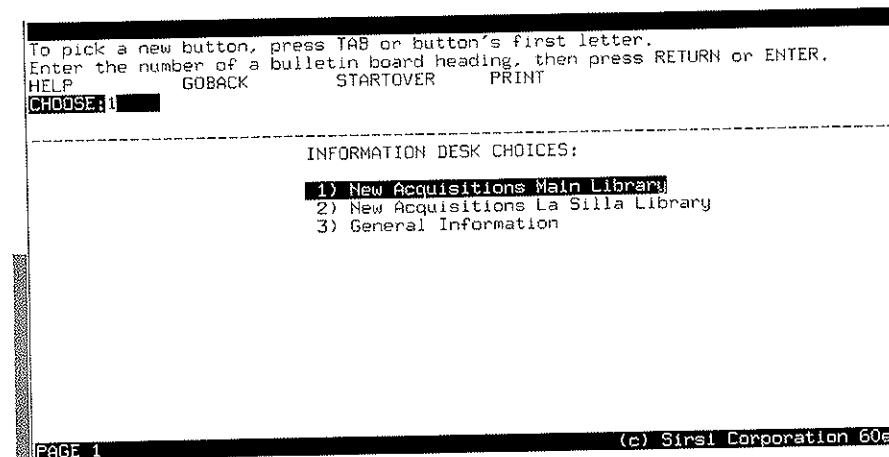 To pick a new button, press TAB or button's first letter.
Enter the number of a bulletin board heading, then press RETURN or ENTER.
HELP GOBACK STARTOVER PRINT
CHOOSE:1
INFORMATION DESK CHOICES:
1) New Acquisitions Main Library
2) New Acquisitions La Silla Library
3) General Information
PAGE 1 (c) Sirsi Corporation 60e